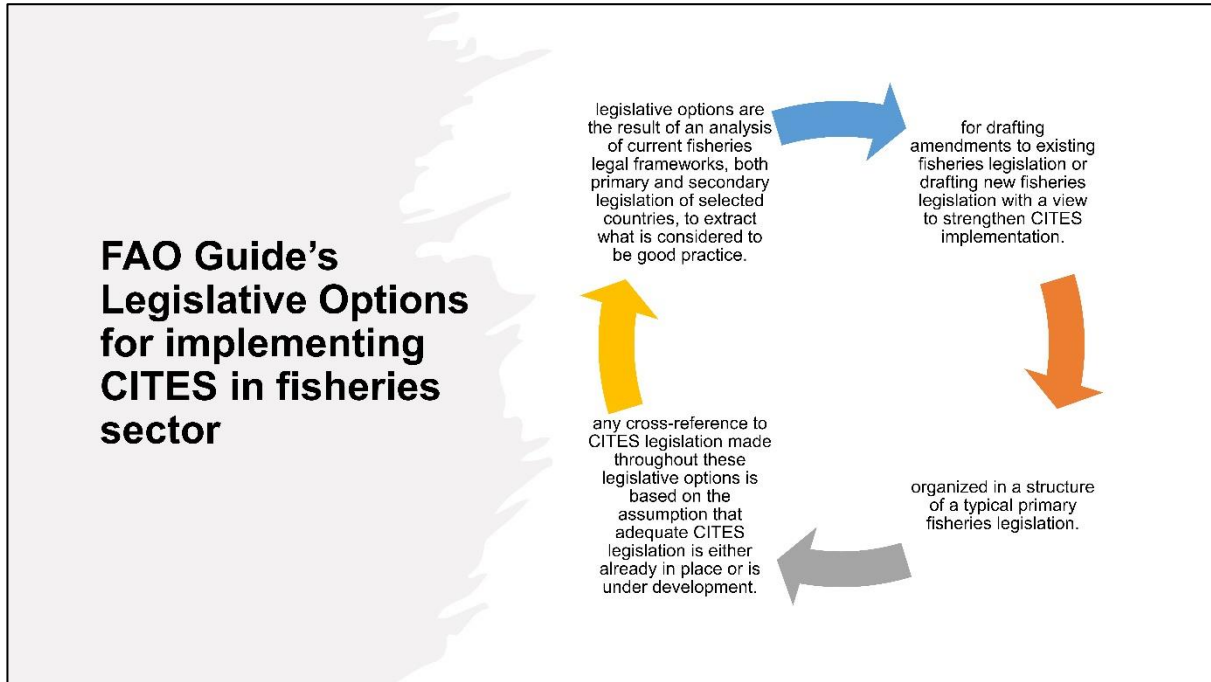 FAO Guide’s
Legislative Options
for implementing
CITES in fisheries
sector
legislative options are
the result of an analysis
of current fisheries
legal frameworks, both
primary and secondary
legislation of selected
countries, to extract
what is considered to
be good practice.
for drafting
amendments to existing
fisheries legislation or
drafting new fisheries
legislation with a view
to strengthen CITES
implementation.
organized in a structure
of a typical primary
fisheries legislation.
any cross-reference to
CITES legislation made
throughout these
legislative options is
based on the
assumption that
adequate CITES
legislation is either
already in place or is
under development.